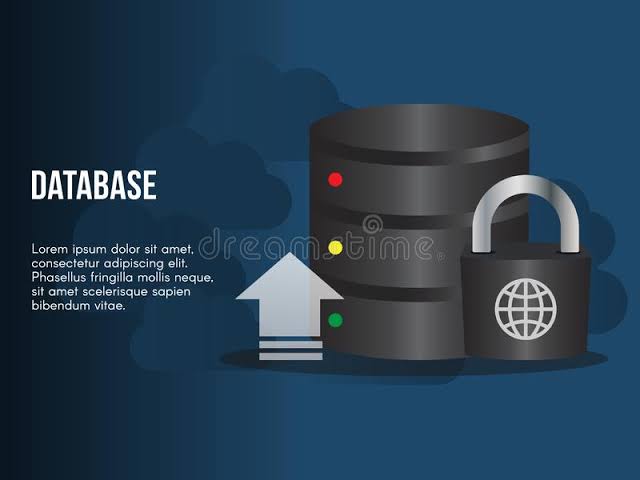 DATABASE
Lorem ipsum dolor sit amet,
consectetur adipiscing elit.
Phasellus fringilla mollis neque,
sit amet scelerisque sapien
bibendum vitae.
dreamstime